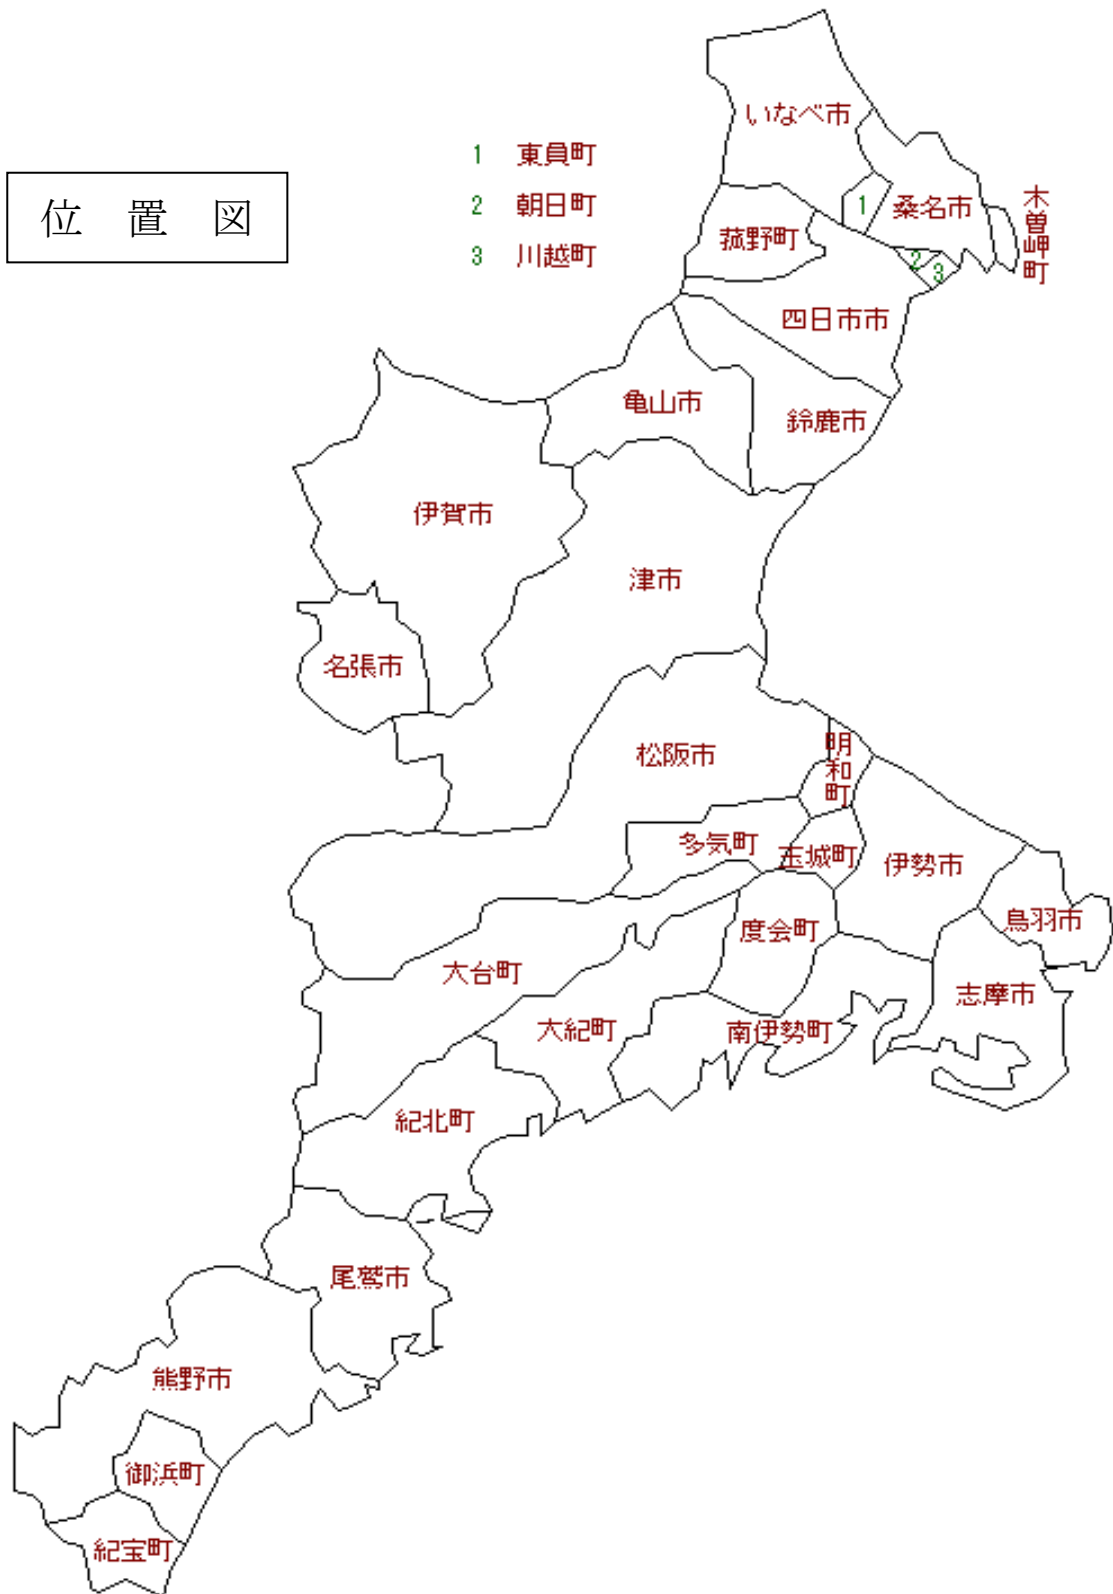 いなべ市
1 東員町
2 朝日町
3 川越町
位 置 図
1
桑名市
木曽岬町
菰野町
2
3
四日市市
亀山市
鈴鹿市
伊賀市
津市
名張市
松阪市
明和町
多気町
玉城町
伊勢市
鳥羽市
度会町
大台町
志摩市
大紀町
南伊勢町
紀北町
尾鷲市
熊野市
御浜町
紀宝町